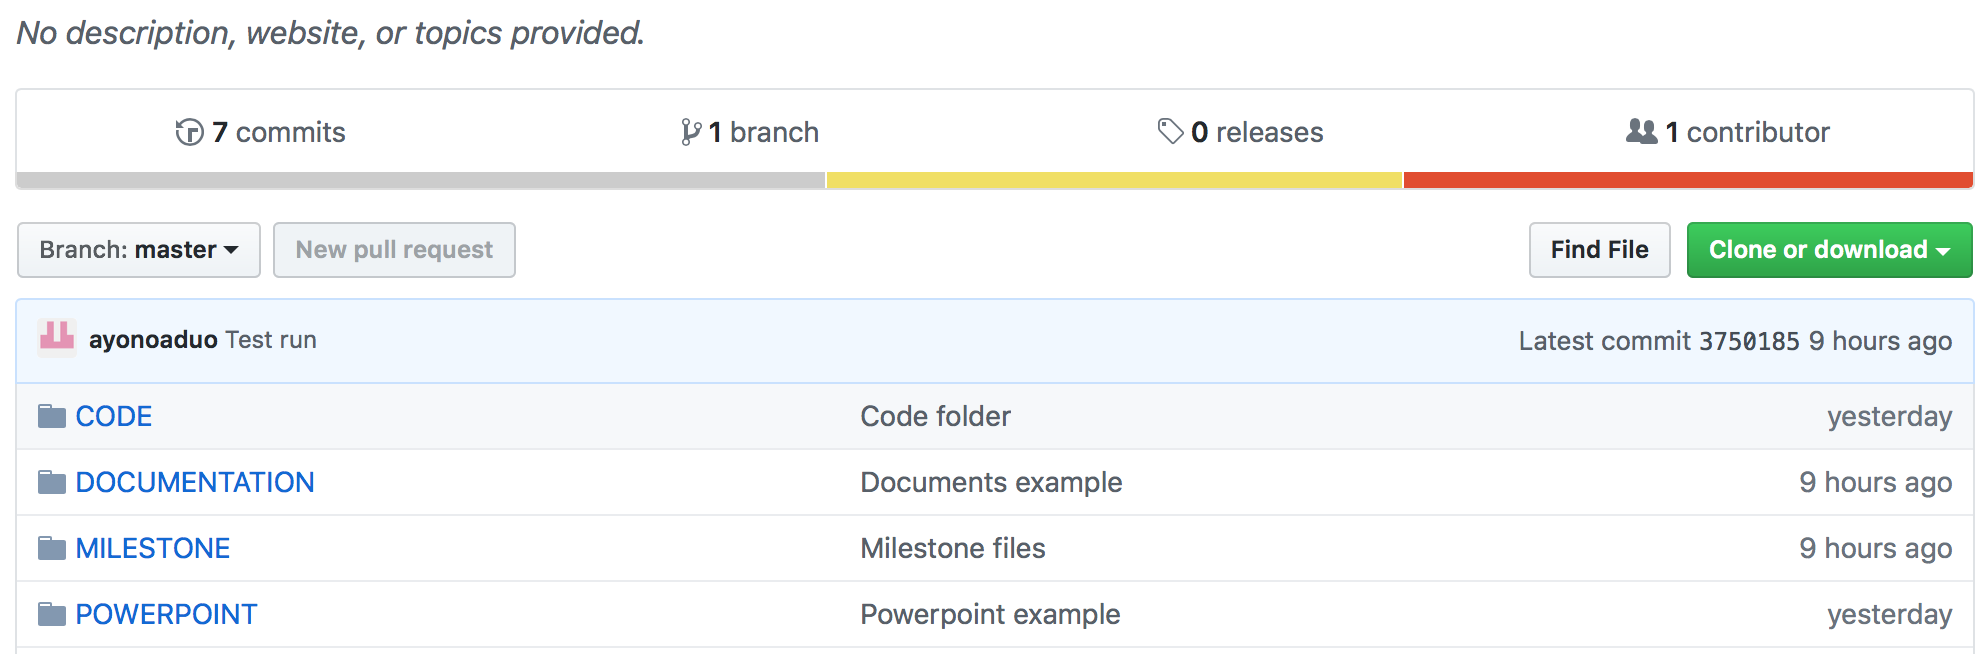 No description, website, or topics provided.
7 commits 1 branch 0 releases 1 contributor
Branch: master New pull request Find File Clone or download
ayonoaduo Test run Latest commit 3750185 9 hours ago
CODE Code folder yesterday
DOCUMENTATION Documents example 9 hours ago
MILESTONE Milestone files 9 hours ago
POWERPOINT Powerpoint example yesterday